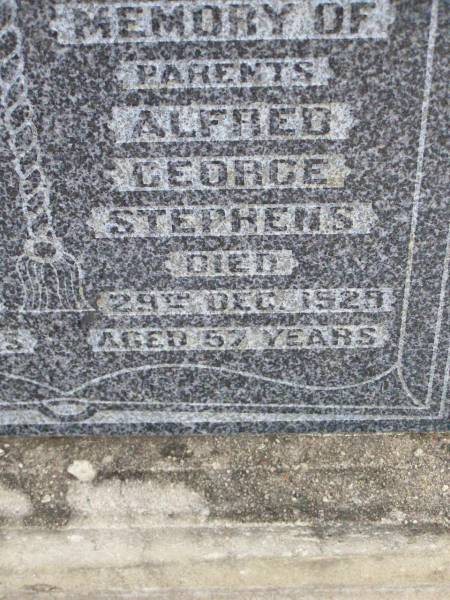 MEMORY OF
PARENTS
ALFRED
GEORGE
STEPHENS
DIED
29TH DEC. 1929
AGED 57 YEARS